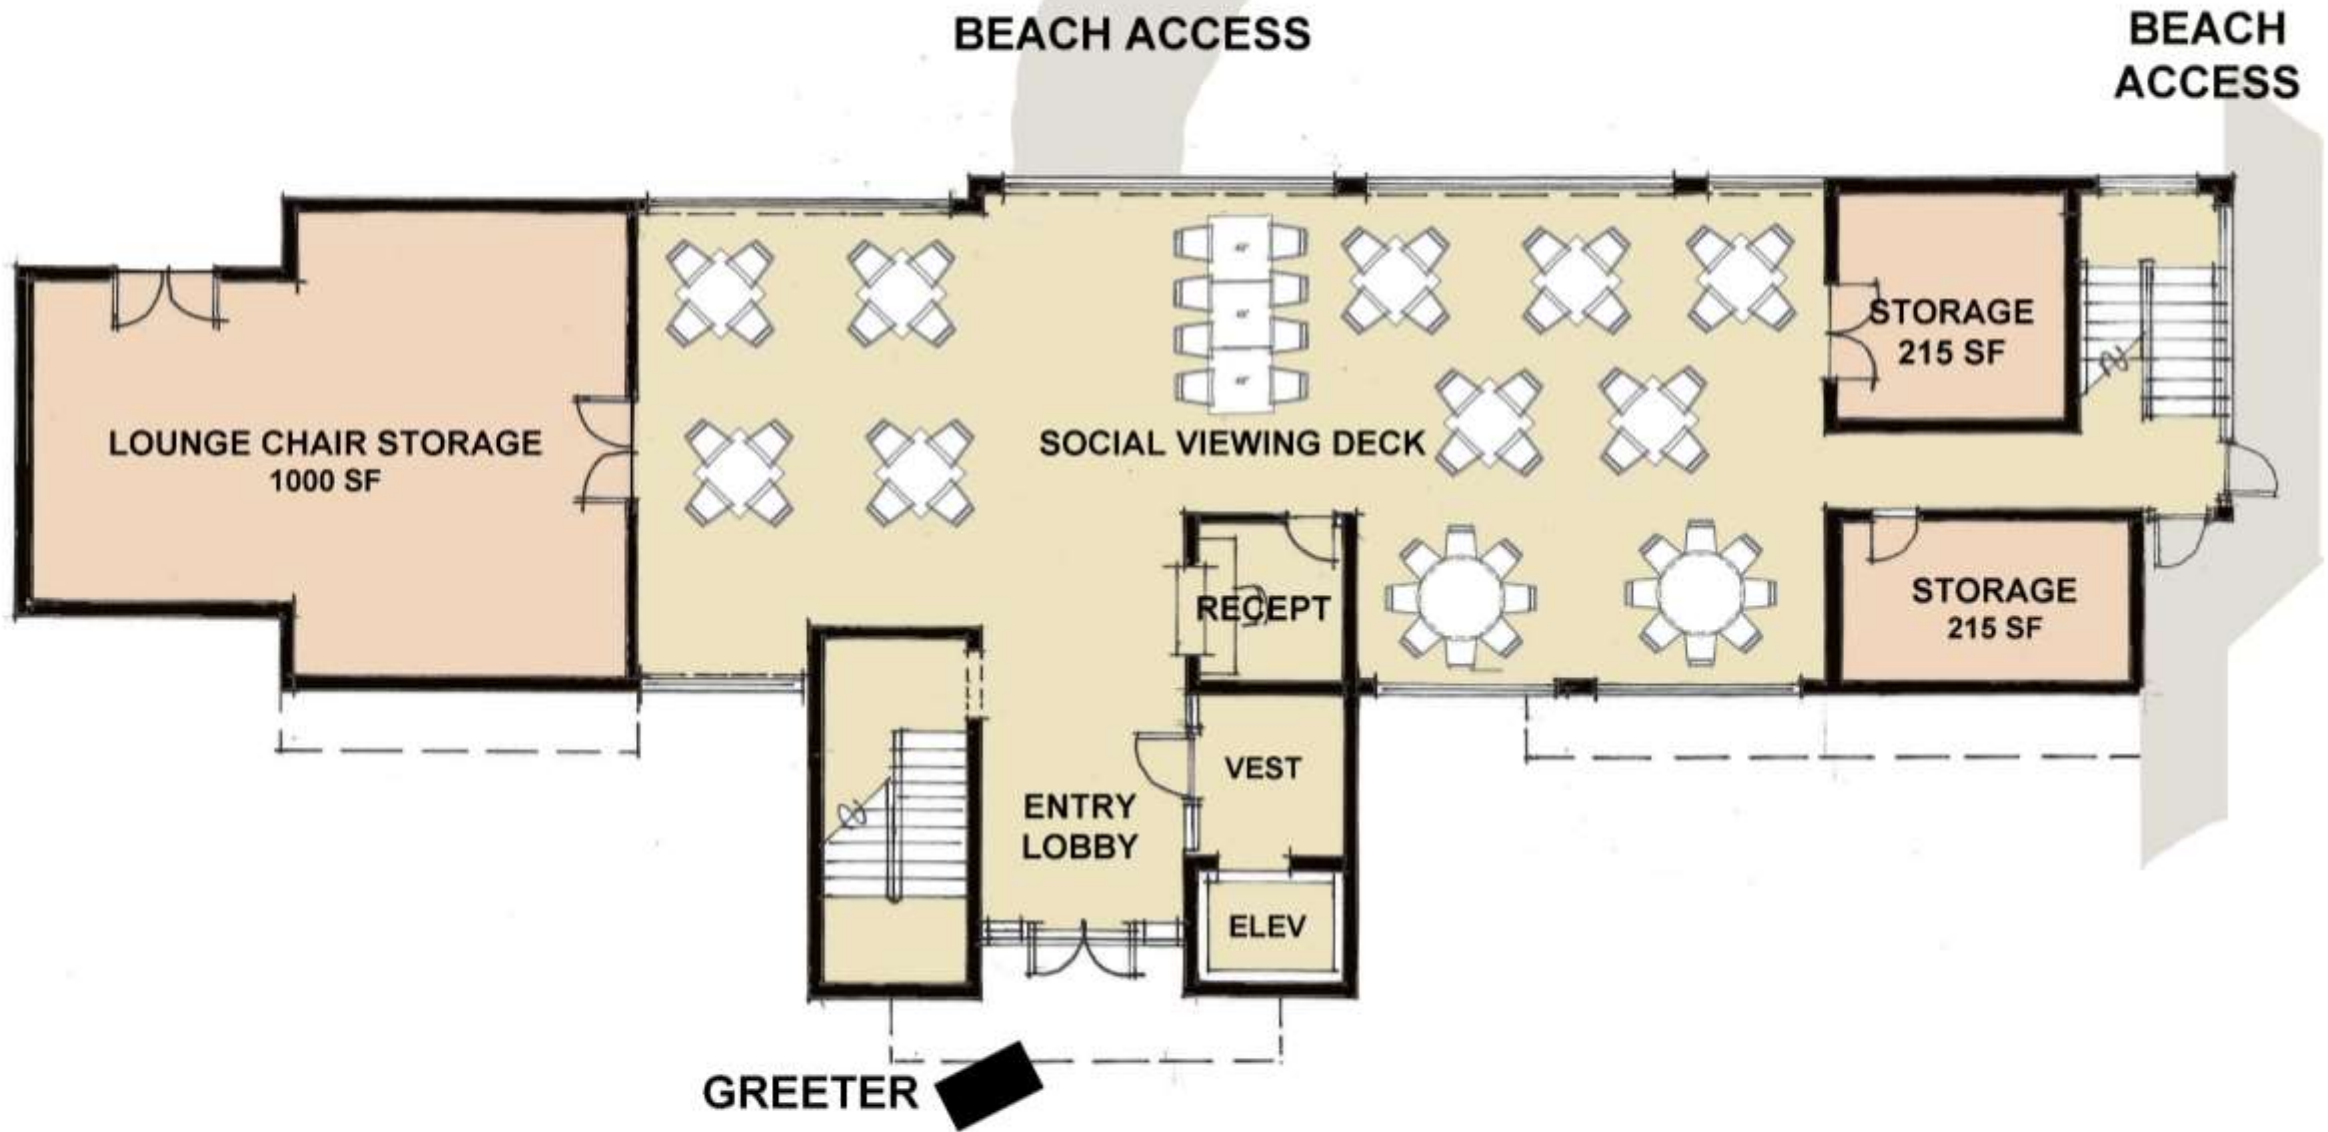 BEACH ACCESS
BEACH
ACCESS
STORAGE
215 SF
LOUNGE CHAIR STORAGE
1000 SF
SOCIAL VIEWING DECK
RECEPT
STORAGE
215 SF
VEST
ENTRY
LOBBY
ELEV
GREETER